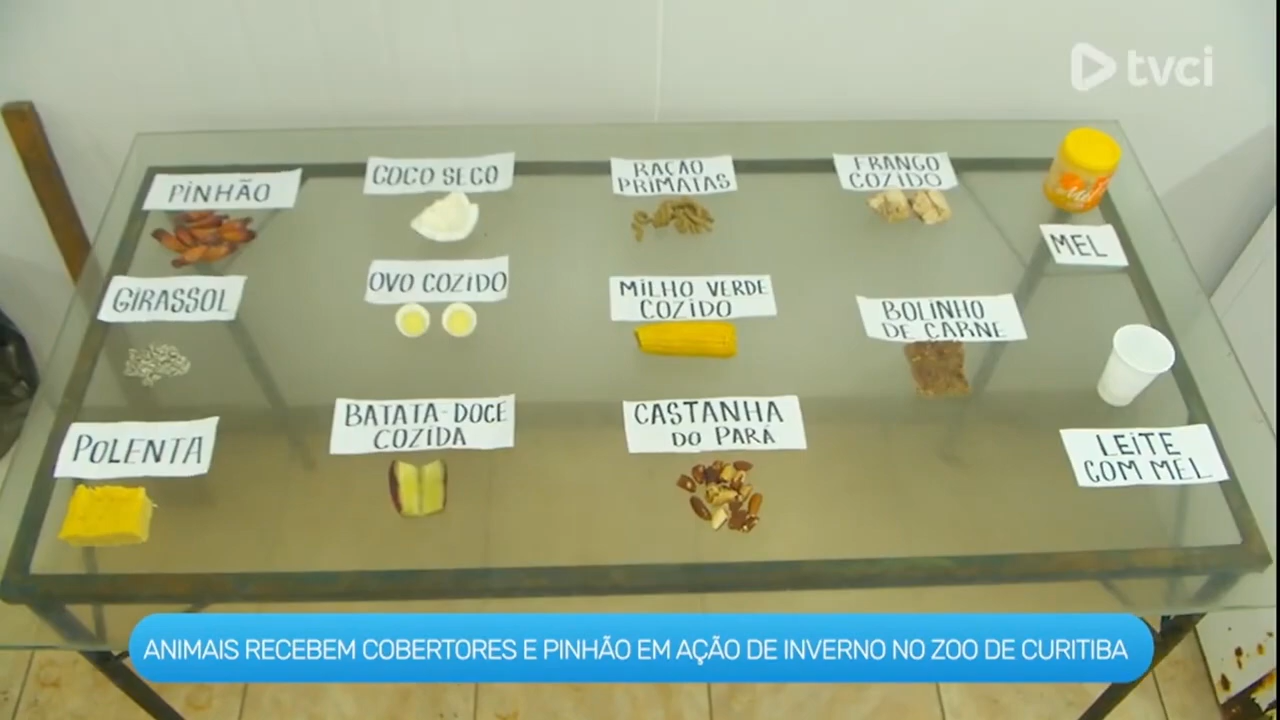 tvci
PINHÃO
COCO SECO
RAÇÃO
PRIMATAS
FRANGO
COZIDO
MEL
GIRASSOL
OVO COZIDO
MILHO VERDE
COZIDO
BOLINHO
DE CARNE
POLENTA
BATATA-DOCE
COZIDA
CASTANHA
DO PARÁ
LEITE
COM MEL
ANIMAIS RECEBEM COBERTORES E PINHÃO EM AÇÃO DE INVERNO NO ZOO DE CURITIBA